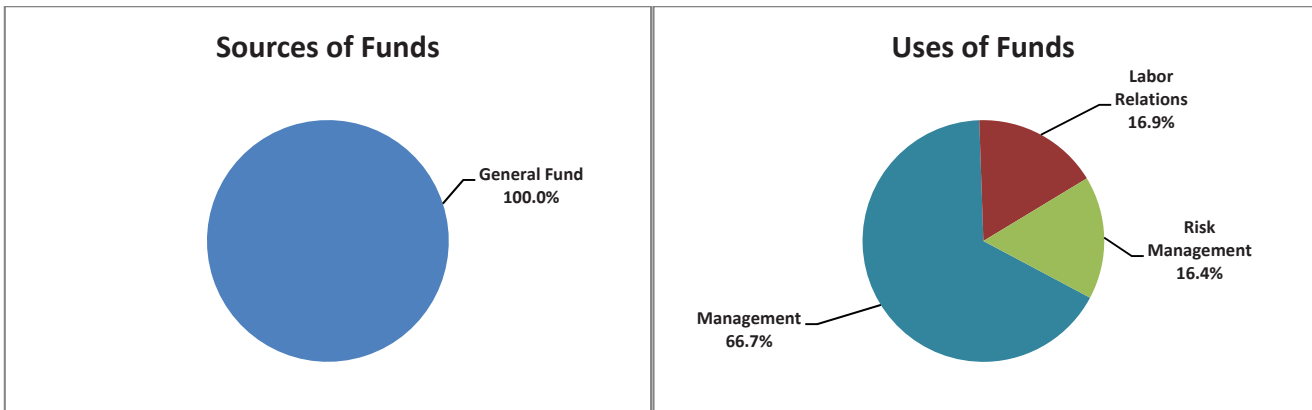 Sources of Funds
General Fund
100.0%
Uses of Funds
Labor
Relations
16.9%
Risk
Management
16.4%
Management
66.7%